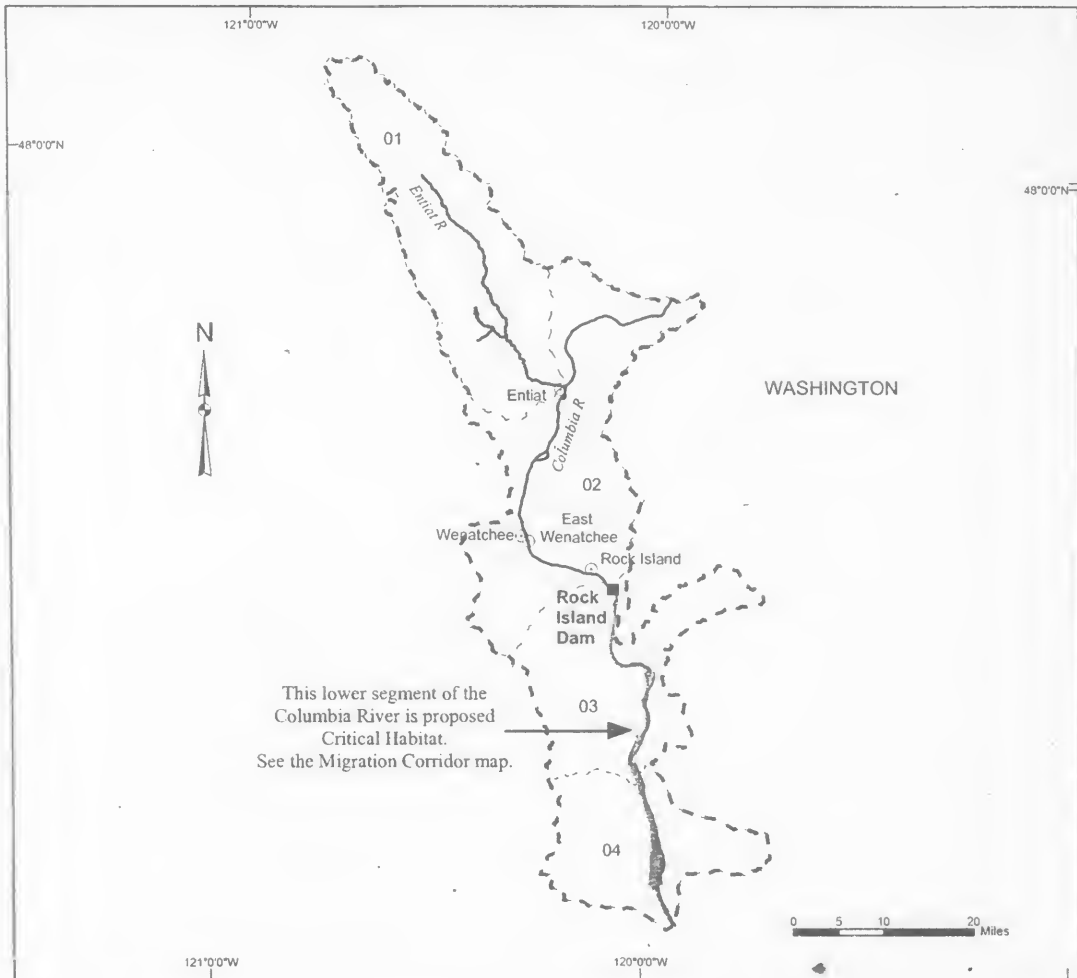 121°0'0"W
120°0'0"W
48°0'0"N
48°0'0"N
01
Entiat R
N
Entiat
WASHINGTON
Columbia R
02
Wenatchee
East
Wenatchee
Rock Island
Rock
Island
Dam
This lower segment of the
Columbia River is proposed
Critical Habitat.
See the Migration Corridor map.
03
04
0 5 10 20
Miles
121°0'0"W
120°0'0"W